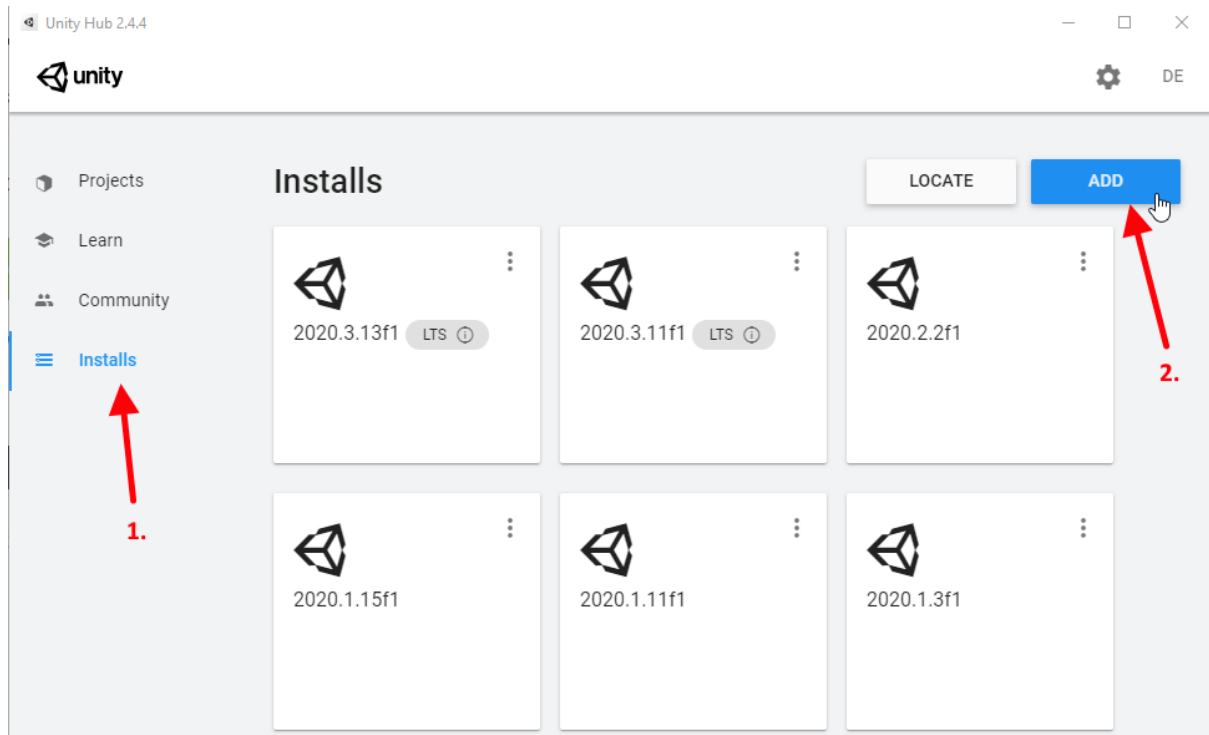 Unity Hub 2.4.4
unity
DE
Projects
Learn
Community
Installs
Installs
LOCATE
ADD
2020.3.13f1 LTS
2020.3.11f1 LTS
2020.2.2f1
2.
1.
2020.1.15f1
2020.1.11f1
2020.1.3f1